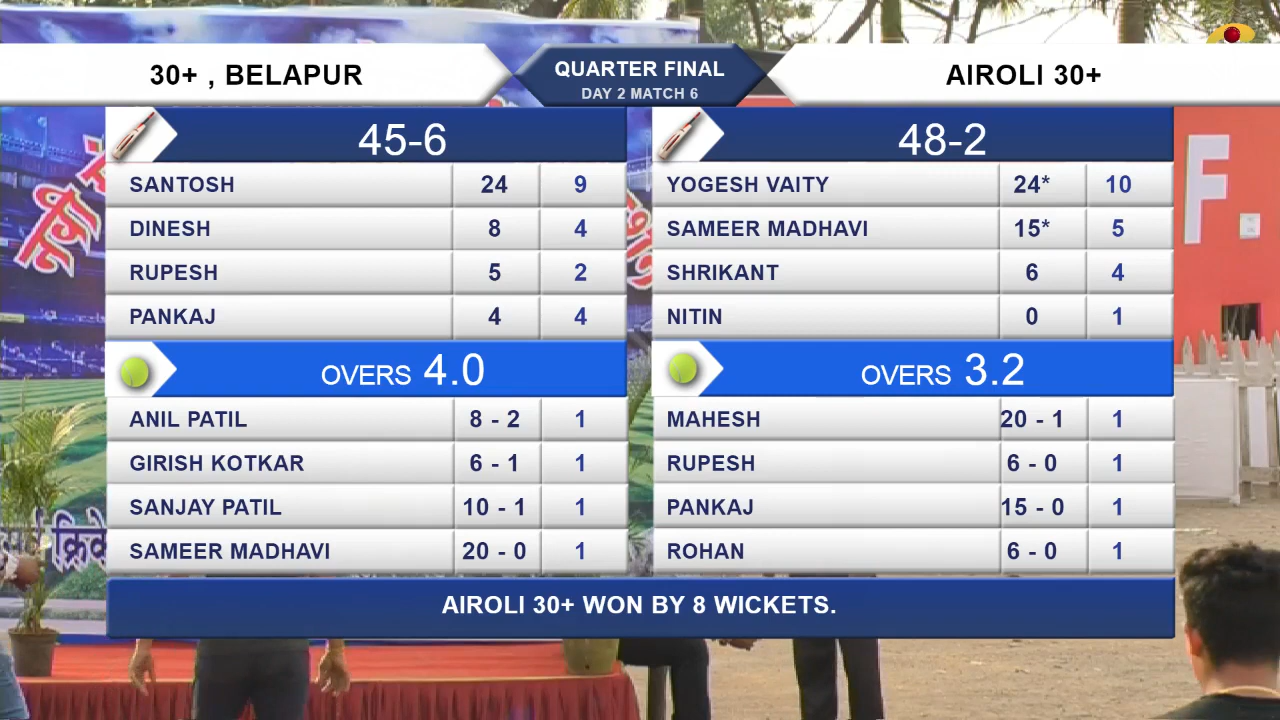 30+ , BELAPUR
QUARTER FINAL
DAY 2 MATCH 6
AIROLI 30+
45-6
SANTOSH 24 9
DINESH 8 4
RUPESH 5 2
PANKAJ 4 4
OVERS 4.0
ANIL PATIL 8 - 2 1
GIRISH KOTKAR 6 - 1 1
SANJAY PATIL 10 - 1 1
SAMEER MADHAVI 20 - 0 1
48-2
YOGESH VAITY 24* 10
SAMEER MADHAVI 15* 5
SHRIKANT 6 4
NITIN 0 1
OVERS 3.2
MAHESH 20 - 1 1
RUPESH 6 - 0 1
PANKAJ 15 - 0 1
ROHAN 6 - 0 1
AIROLI 30+ WON BY 8 WICKETS.
नवी
F.